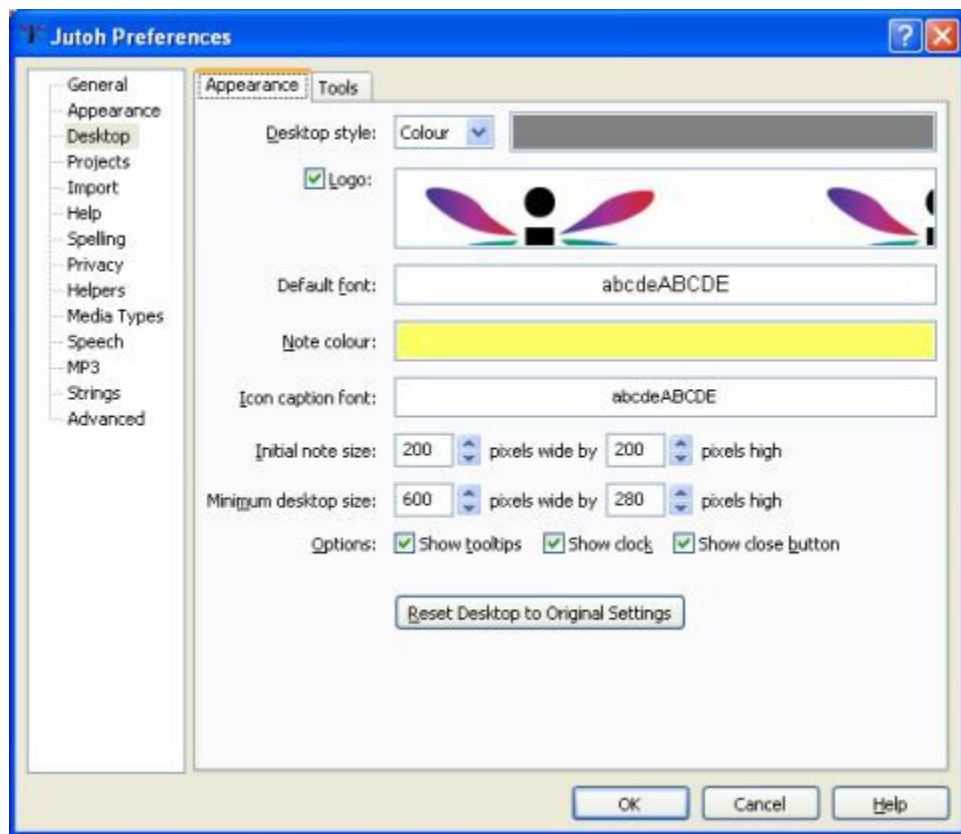 Jutoh Preferences
General
Appearance
Desktop
Projects
Import
Help
Spelling
Privacy
Helpers
Media Types
Speech
MP3
Strings
Advanced
Appearance Tools
Desktop style: Colour
Logo:
Default font: abcdeABCDE
Note colour:
Icon caption font: abcdeABCDE
Initial note size: 200 pixels wide by 200 pixels high
Minimum desktop size: 600 pixels wide by 280 pixels high
Options: Show tooltips Show clock Show close button
Reset Desktop to Original Settings
OK Cancel Help